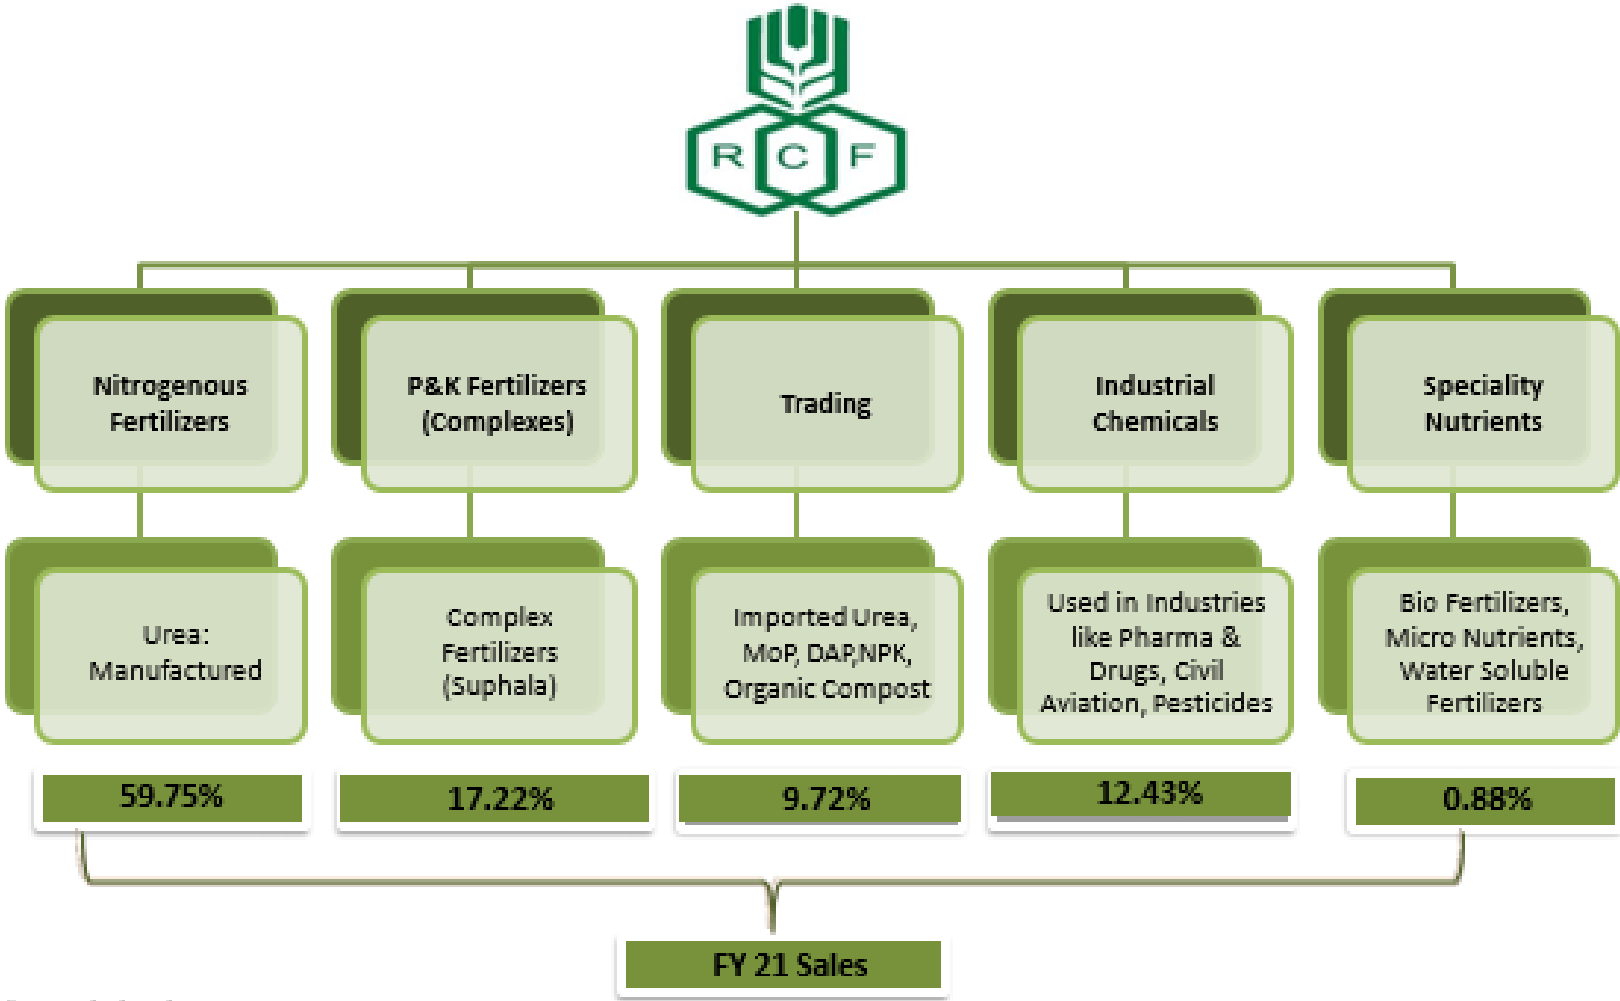 R C F
Nitrogenous
Fertilizers
P&K Fertilizers
(Complexes)
Trading
Industrial
Chemicals
Speciality
Nutrients
Urea:
Manufactured
Complex
Fertilizers
(Suphala)
Imported Urea,
MoP, DAP,NPK,
Organic Compost
Used in Industries
like Pharma &
Drugs, Civil
Aviation, Pesticides
Bio Fertilizers,
Micro Nutrients,
Water Soluble
Fertilizers
59.75%
17.22%
9.72%
12.43%
0.88%
FY 21 Sales